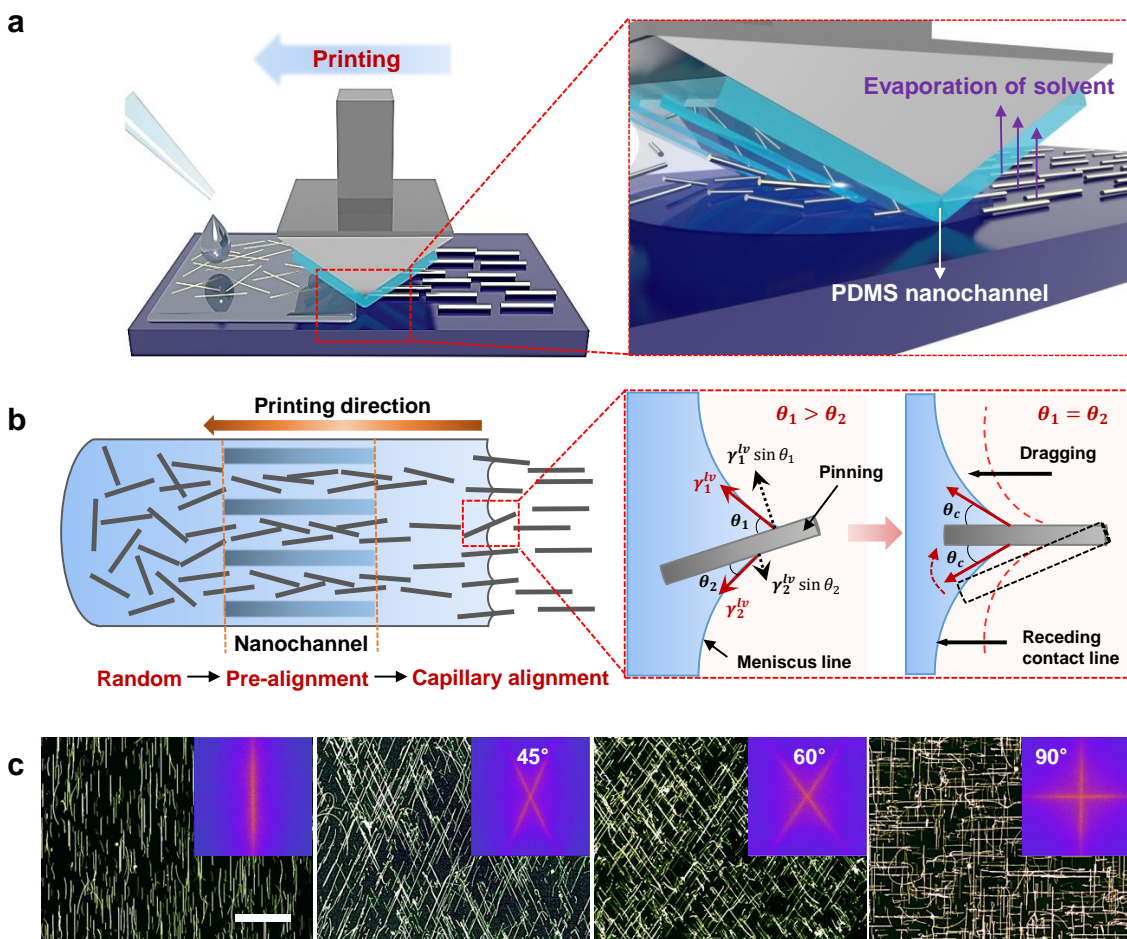 a
Printing
Evaporation of solvent
PDMS nanochannel
b
Printing direction
Nanochannel
Random → Pre-alignment → Capillary alignment
θ₁ > θ₂
γ₁ˡᵛ sin θ₁
Pinning
γ₁ˡᵛ
θ₁
θ₂
γ₂ˡᵛ sin θ₂
γ₂ˡᵛ
Meniscus line
θ₁ = θ₂
Dragging
θc
θc
Receding
contact line
c
45°
60°
90°